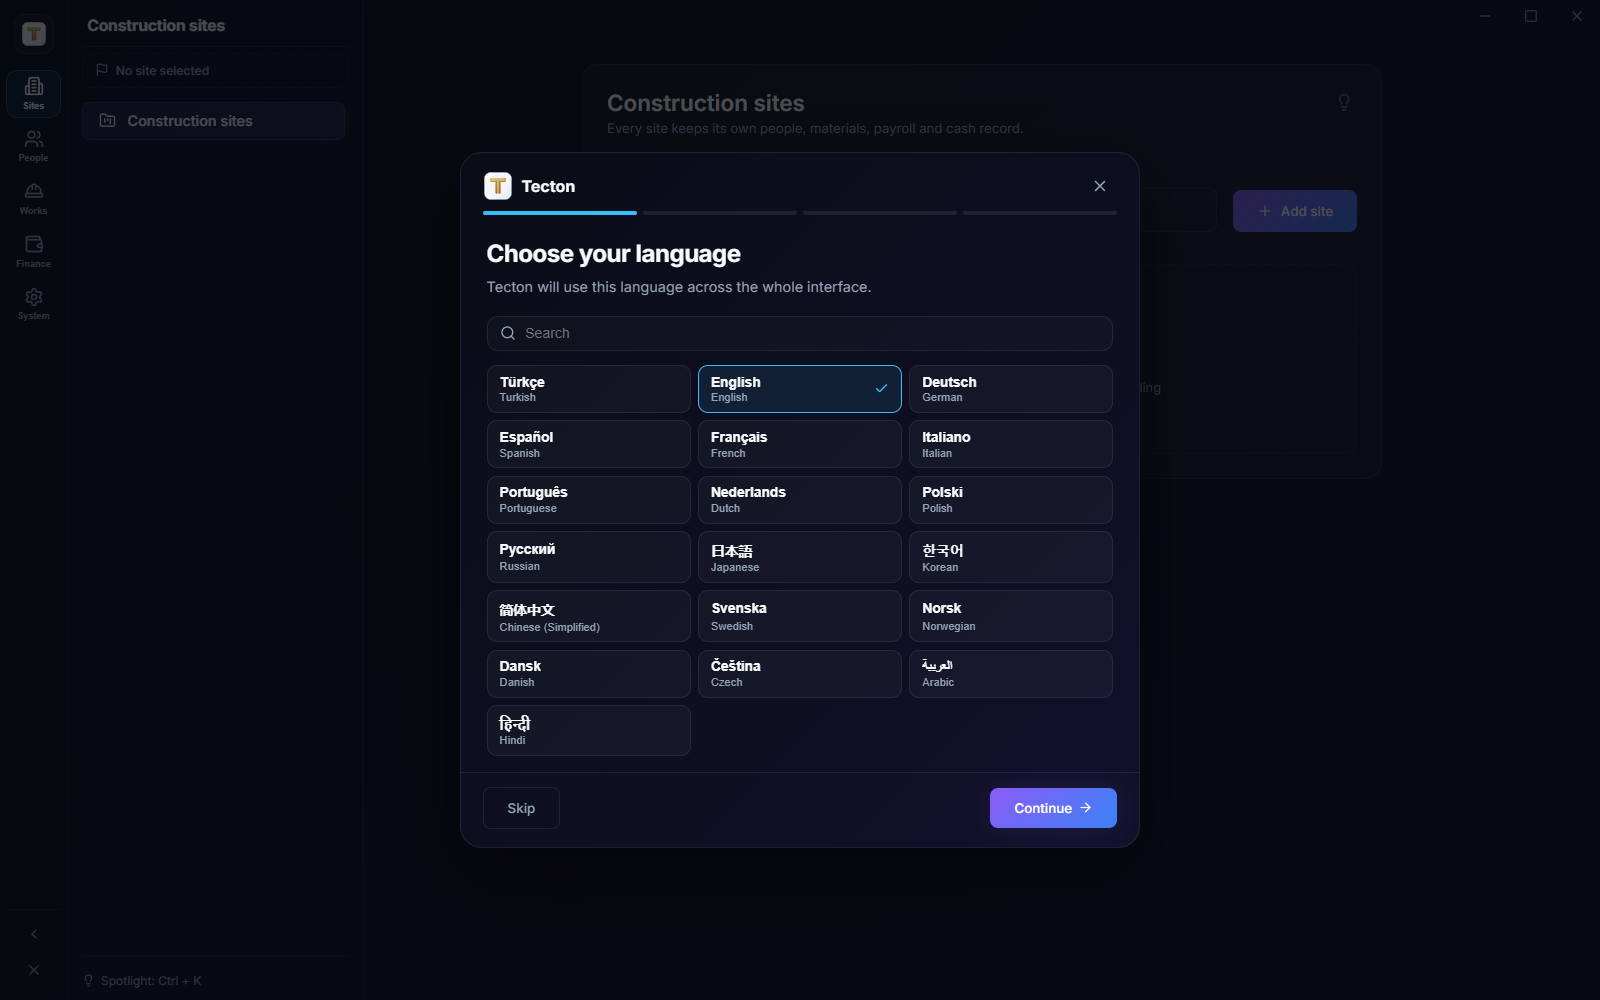 Construction sites
No site selected
Construction sites
Sites
People
Works
Finance
System
Spotlight: Ctrl + K
Construction sites
Every site keeps its own people, materials, payroll and cash record.
Add site
Tecton
Choose your language
Tecton will use this language across the whole interface.
Search
Türkçe
Turkish
English
English
Deutsch
German
Español
Spanish
Français
French
Italiano
Italian
Português
Portuguese
Nederlands
Dutch
Polski
Polish
Русский
Russian
日本語
Japanese
한국어
Korean
简体中文
Chinese (Simplified)
Svenska
Swedish
Norsk
Norwegian
Dansk
Danish
Čeština
Czech
العربية
Arabic
हिन्दी
Hindi
Skip
Continue